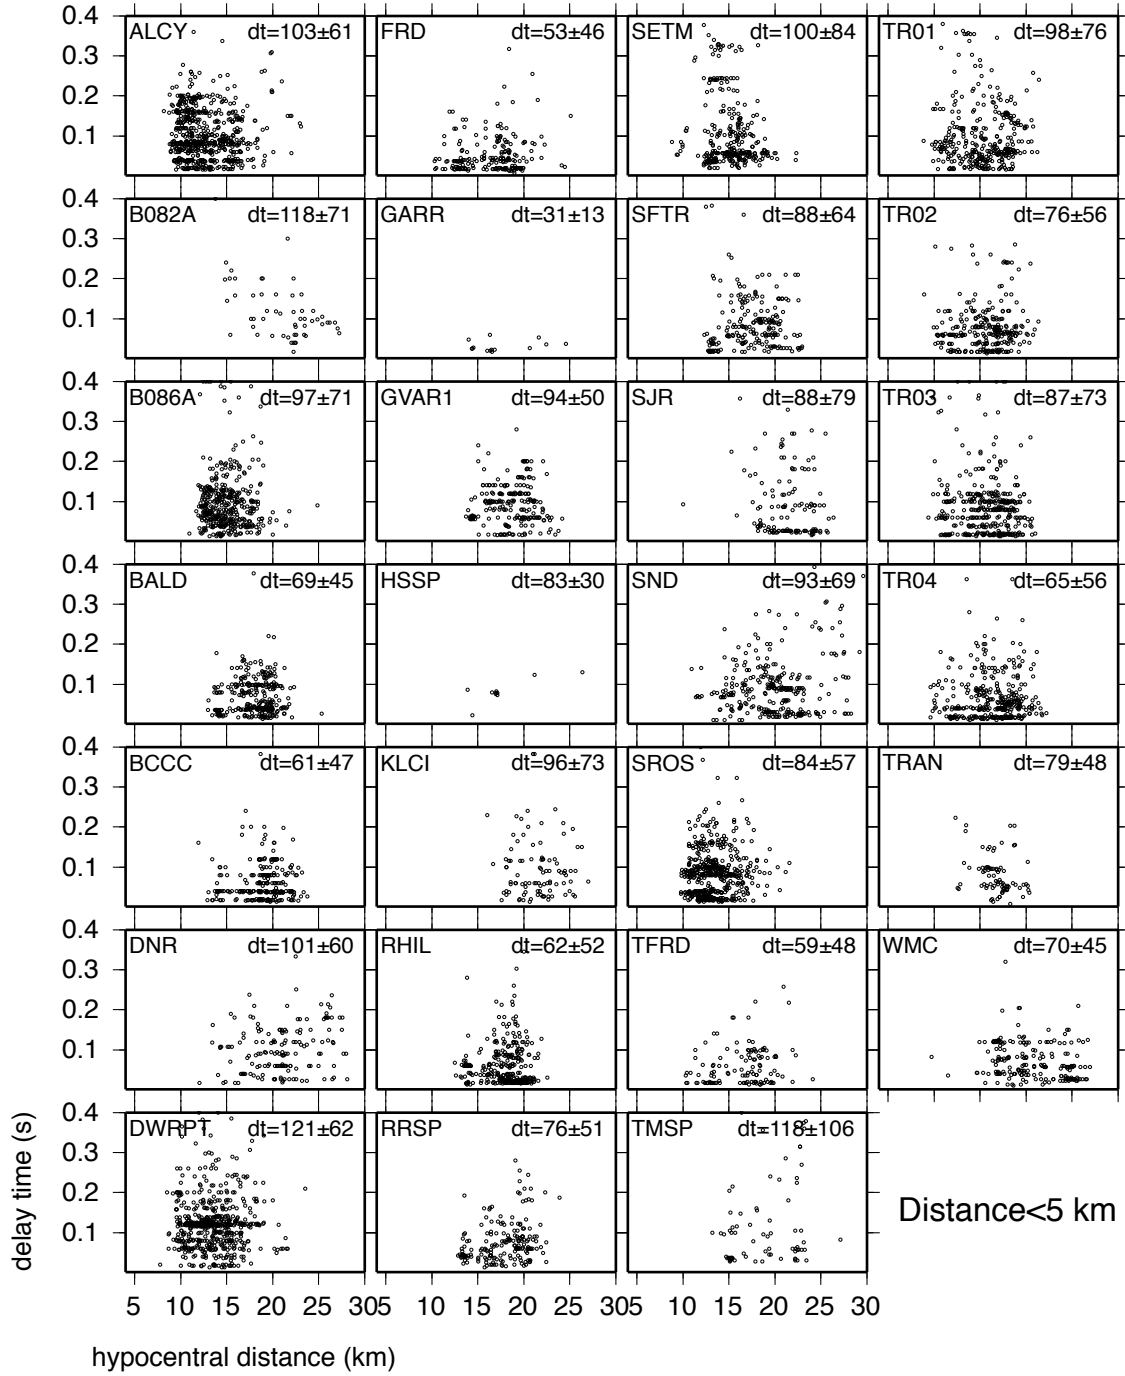 0.4 ALCY dt=103±61 FRD dt=53±46 SETM dt=100±84 TR01 dt=98±76
0.3
0.2
0.1
0.4 B082A dt=118±71 GARR dt=31±13 SFTR dt=88±64 TR02 dt=76±56
0.3
0.2
0.1
0.4 B086A dt=97±71 GVAR1 dt=94±50 SJR dt=88±79 TR03 dt=87±73
0.3
0.2
0.1
0.4 BALD dt=69±45 HSSP dt=83±30 SND dt=93±69 TR04 dt=65±56
0.3
0.2
0.1
0.4 BCCC dt=61±47 KLCI dt=96±73 SROS dt=84±57 TRAN dt=79±48
0.3
0.2
0.1
0.4 DNR dt=101±60 RHIL dt=62±52 TFRD dt=59±48 WMC dt=70±45
0.3
0.2
0.1
0.4 DWRPT dt=121±62 RRSP dt=76±51 TMSP dt=118±106
0.3
0.2
0.1
delay time (s)
Distance<5 km
5 10 15 20 25 305 10 15 20 25 305 10 15 20 25 30
hypocentral distance (km)